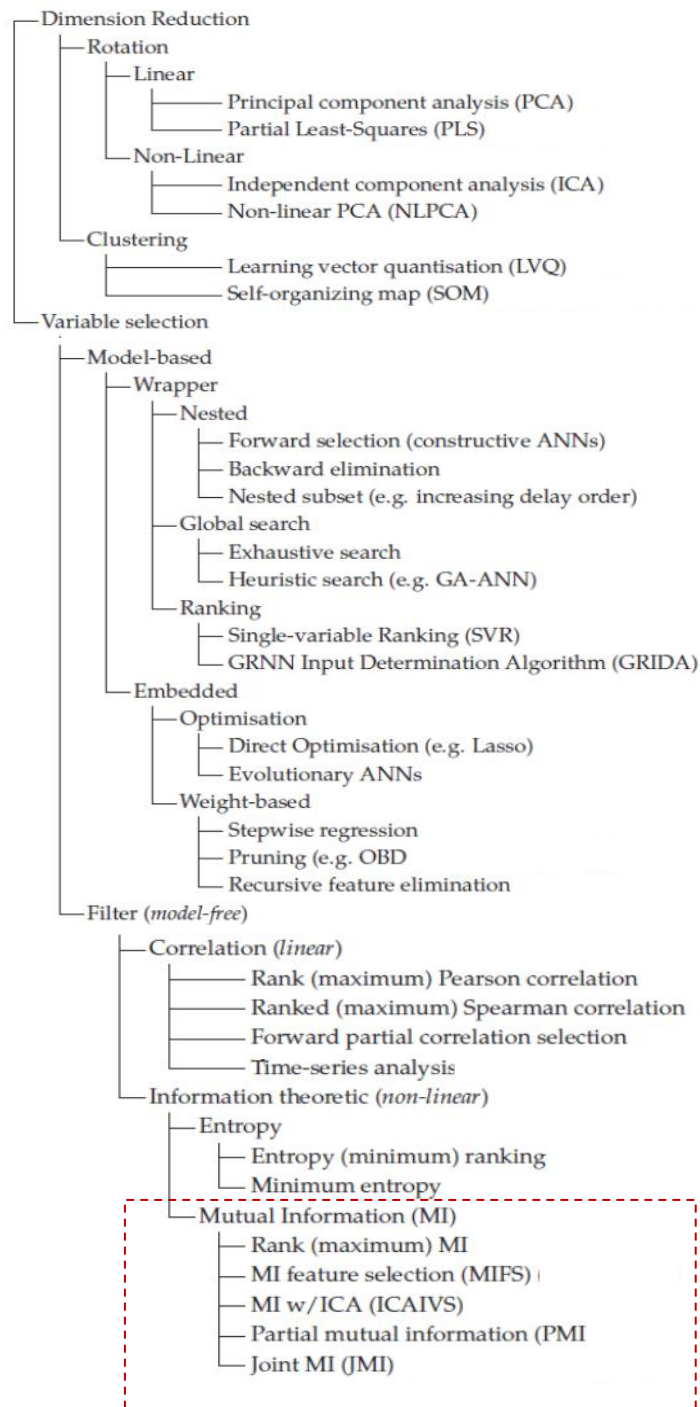 Dimension Reduction
Rotation
Linear
Principal component analysis (PCA)
Partial Least-Squares (PLS)
Non-Linear
Independent component analysis (ICA)
Non-linear PCA (NLPCA)
Clustering
Learning vector quantisation (LVQ)
Self-organizing map (SOM)
Variable selection
Model-based
Wrapper
Nested
Forward selection (constructive ANNs)
Backward elimination
Nested subset (e.g. increasing delay order)
Global search
Exhaustive search
Heuristic search (e.g. GA-ANN)
Ranking
Single-variable Ranking (SVR)
GRNN Input Determination Algorithm (GRIDA)
Embedded
Optimisation
Direct Optimisation (e.g. Lasso)
Evolutionary ANNs
Weight-based
Stepwise regression
Pruning (e.g. OBD
Recursive feature elimination
Filter (model-free)
Correlation (linear)
Rank (maximum) Pearson correlation
Ranked (maximum) Spearman correlation
Forward partial correlation selection
Time-series analysis
Information theoretic (non-linear)
Entropy
Entropy (minimum) ranking
Minimum entropy
Mutual Information (MI)
Rank (maximum) MI
MI feature selection (MIFS) (
MI w/ICA (ICAIVS)
Partial mutual information (PMI
Joint MI (JMI)